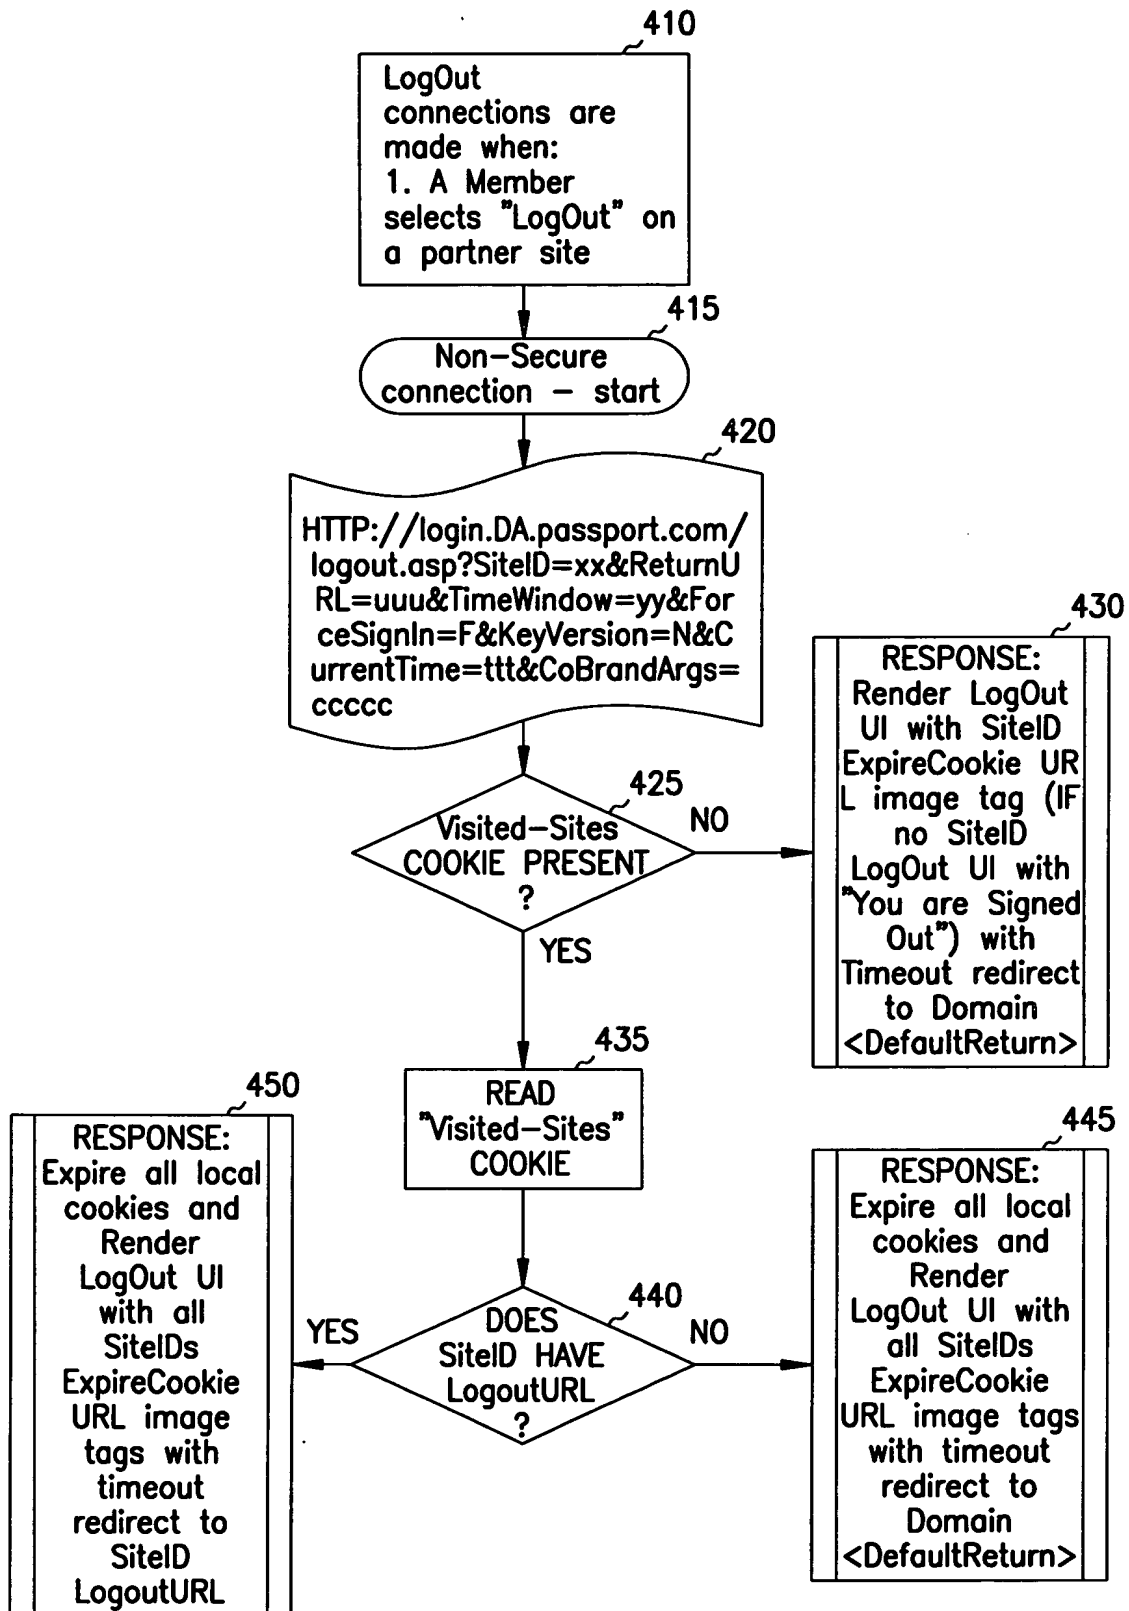 410
LogOut
connections are
made when:
1. A Member
selects "LogOut" on
a partner site
415
Non-Secure
connection - start
420
HTTP://login.DA.passport.com/
logout.asp?SiteID=xx&ReturnU
RL=uuu&TimeWindow=yy&For
ceSignIn=F&KeyVersion=N&C
urrentTime=ttt&CoBrandArgs=
ccccc
425
Visited-Sites
COOKIE PRESENT
?
NO
YES
430
RESPONSE:
Render LogOut
UI with SiteID
ExpireCookie UR
L image tag (IF
no SiteID
LogOut UI with
"You are Signed
Out") with
Timeout redirect
to Domain
<DefaultReturn>
435
READ
"Visited-Sites"
COOKIE
440
DOES
SiteID HAVE
LogoutURL
?
YES
NO
450
RESPONSE:
Expire all local
cookies and
Render
LogOut UI
with all
SiteIDs
ExpireCookie
URL image
tags with
timeout
redirect to
SiteID
LogoutURL
445
RESPONSE:
Expire all local
cookies and
Render
LogOut UI with
all SiteIDs
ExpireCookie
URL image tags
with timeout
redirect to
Domain
<DefaultReturn>